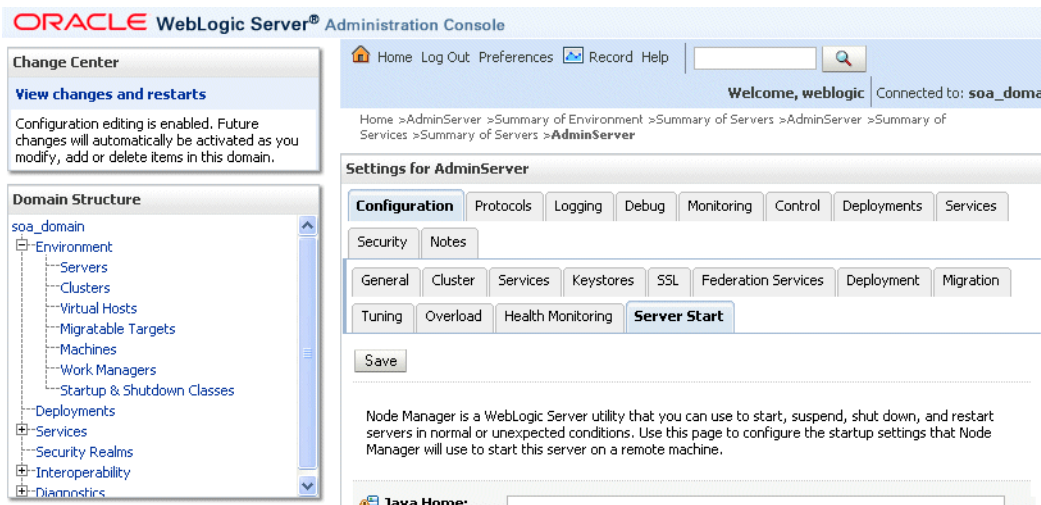 ORACLE WebLogic Server® Administration Console
Change Center
View changes and restarts
Configuration editing is enabled. Future
changes will automatically be activated as you
modify, add or delete items in this domain.
Domain Structure
soa_domain
Environment
Servers
Clusters
Virtual Hosts
Migratable Targets
Machines
Work Managers
Startup & Shutdown Classes
Deployments
Services
Security Realms
Interoperability
Diagnostics
Home Log Out Preferences Record Help
Welcome, weblogic Connected to: soa_doma
Home >AdminServer >Summary of Environment >Summary of Servers >AdminServer >Summary of
Services >Summary of Servers >AdminServer
Settings for AdminServer
Configuration Protocols Logging Debug Monitoring Control Deployments Services
Security Notes
General Cluster Services Keystores SSL Federation Services Deployment Migration
Tuning Overload Health Monitoring Server Start
Save
Node Manager is a WebLogic Server utility that you can use to start, suspend, shut down, and restart
servers in normal or unexpected conditions. Use this page to configure the startup settings that Node
Manager will use to start this server on a remote machine.
Java Home: